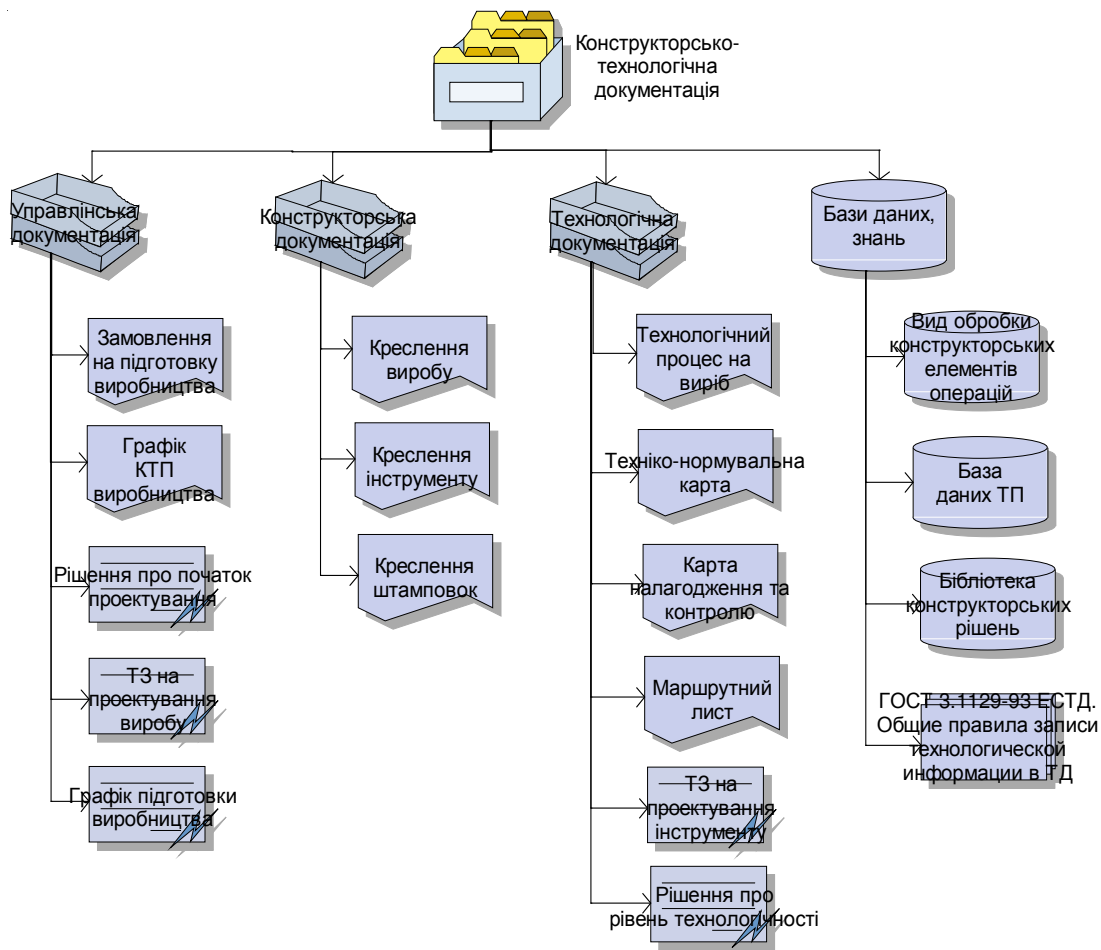 Конструкторсько-
технологічна
документація
Управлінська
документація
Конструкторська
документація
Технологічна
документація
Бази даних,
знань
Замовлення
на підготовку
виробництва
Графік
КТП
виробництва
Рішення про початок
проектування
ТЗ на
проектування
виробу
Графік підготовки
виробництва
Креслення
виробу
Креслення
інструменту
Креслення
штамповок
Технологічний
процес на
виріб
Техніко-нормувальна
карта
Карта
налагодження та
контролю
Маршрутний
лист
ТЗ на
проектування
інструменту
Рішення про
рівень технологічності
Вид обробки
конструкторських
елементів
операцій
База
даних ТП
Бібліотека
конструкторських
рішень
ГОСТ 3.1129-93 ЕСТД.
Общие правила записи
технологической
информации в ТД